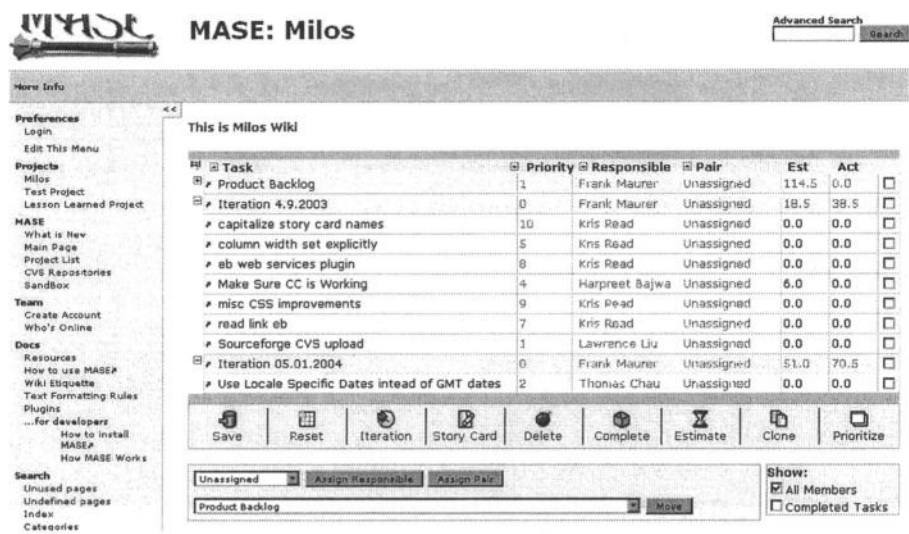 MASE
MASE: Milos
Advanced Search
Search
More Info
<<
Preferences
Login
Edit This Menu
Projects
Milos
Test Project
Lesson Learned Project
MASE
What is New
Main Page
Project List
CVS Repositories
SandBox
Team
Create Account
Who's Online
Docs
Resources
How to use MASE
Wiki Etiquette
Text Formatting Rules
Plugins
...for developers
How to install
MASE
How MASE Works
Search
Unused pages
Undefined pages
Index
Categories
This is Milos Wiki
Task Priority Responsible Pair Est Act
Product Backlog 1 Frank Maurer Unassigned 114.5 0.0
Iteration 4.9.2003 0 Frank Maurer Unassigned 18.5 38.5
capitalize story card names 10 Kris Read Unassigned 0.0 0.0
column width set explicitly 5 Kris Read Unassigned 0.0 0.0
eb web services plugin 8 Kris Read Unassigned 0.0 0.0
Make Sure CC is Working 4 Harpreet Bajwa Unassigned 6.0 0.0
misc CSS improvements 9 Kris Read Unassigned 0.0 0.0
read link eb 7 Kris Read Unassigned 0.0 0.0
Sourceforge CVS upload 1 Lawrence Liu Unassigned 0.0 0.0
Iteration 05.01.2004 0 Frank Maurer Unassigned 51.0 70.5
Use Locale Specific Dates intead of GMT dates 2 Thomas Chau Unassigned 0.0 0.0
Save Reset Iteration Story Card Delete Complete Estimate Clone Prioritize
Unassigned Assign Responsible Assign Pair
Product Backlog Move
Show:
All Members
Completed Tasks